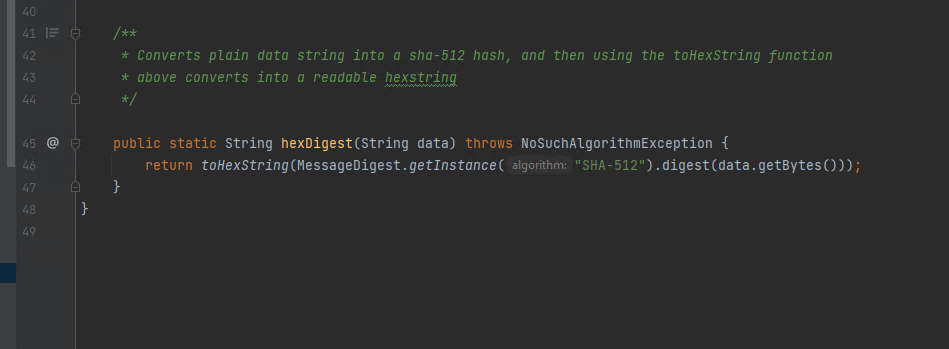 40
41 /**
42 * Converts plain data string into a sha-512 hash, and then using the toHexString function
43 * above converts into a readable hexstring
44 */
45 @ public static String hexDigest(String data) throws NoSuchAlgorithmException {
46 return toHexString(MessageDigest.getInstance( algorithm: "SHA-512").digest(data.getBytes()));
47 }
48 }
49